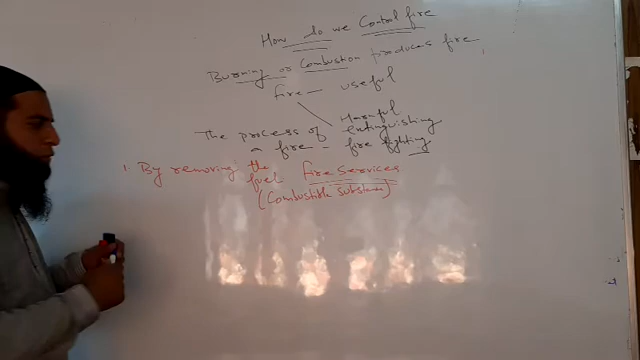 How do we Control fire
Burning or Combustion produces fire
fire — useful
Harmful
The process of extinguishing
a fire - fire fighting
1. By removing the
fuel fire services
(Combustible substance)